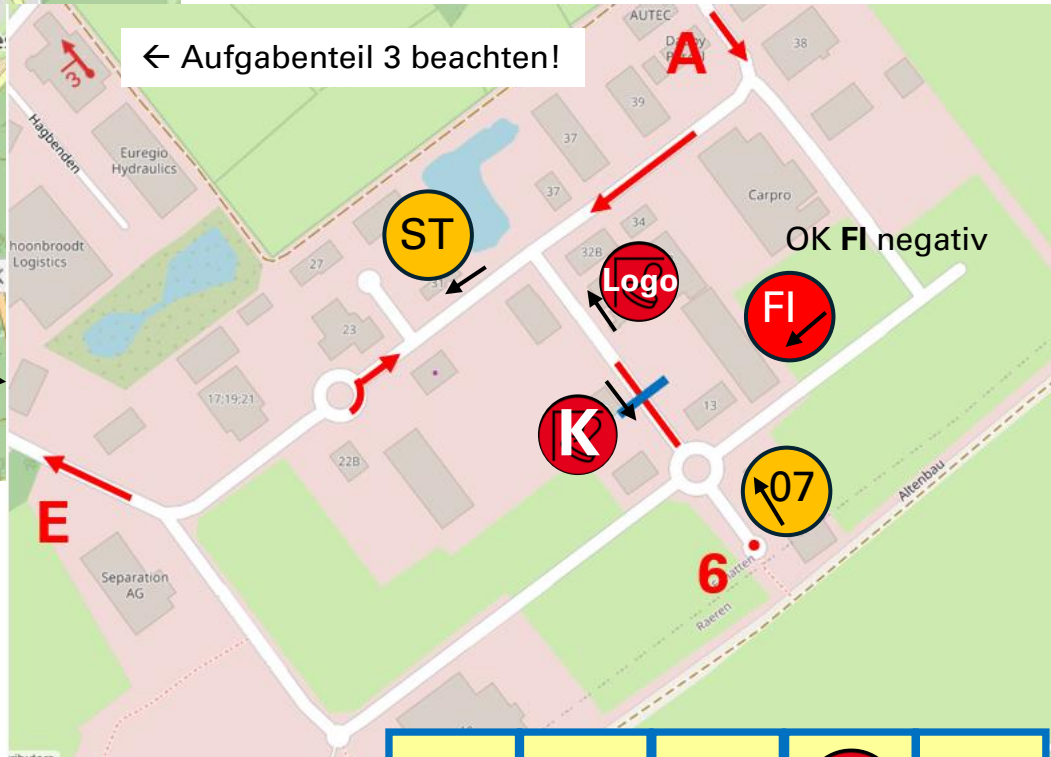 ← Aufgabenteil 3 beachten!
AUTEC
A
38
3
39
Hagbenden
Euregio
Hydraulics
37
Carpro
37
34
ST
32B
OK FI negativ
Logistics
27
31
Logo
FI
23
17;19;21
13
K
22B
07
Altenbau
E
6
Separation
AG
Raeren